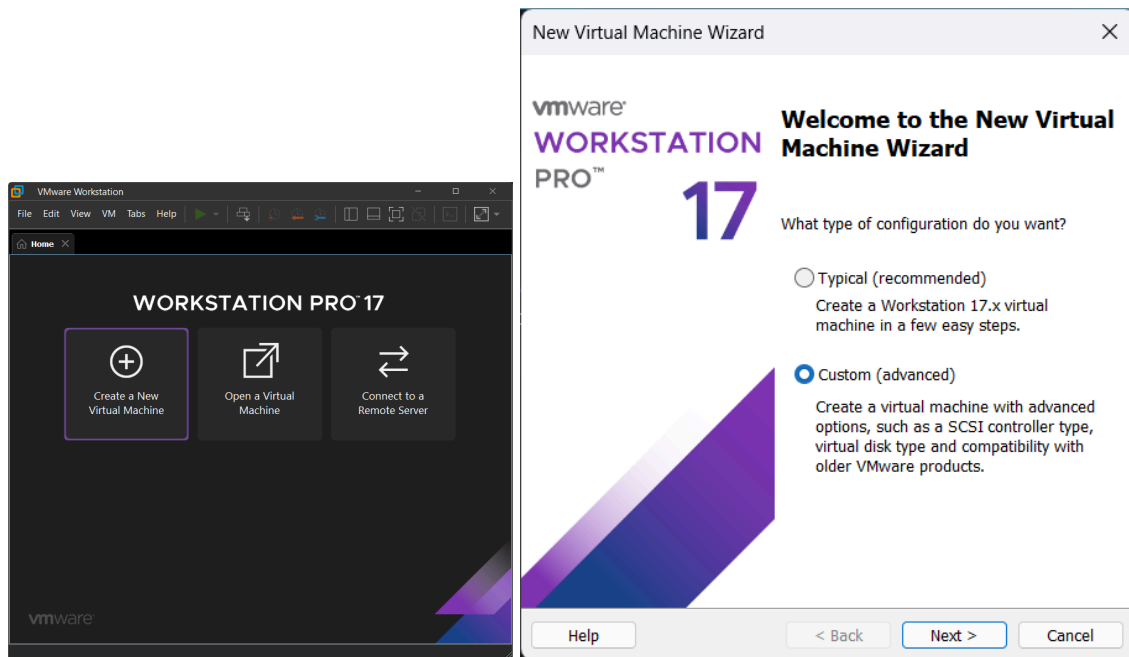 VMware Workstation
File Edit View VM Tabs Help
Home
WORKSTATION PRO™ 17
Create a New
Virtual Machine
Open a Virtual
Machine
Connect to a
Remote Server
vmware®
New Virtual Machine Wizard
vmware®
WORKSTATION
PRO™
17
Welcome to the New Virtual
Machine Wizard
What type of configuration do you want?
Typical (recommended)
Create a Workstation 17.x virtual
machine in a few easy steps.
Custom (advanced)
Create a virtual machine with advanced
options, such as a SCSI controller type,
virtual disk type and compatibility with
older VMware products.
Help
< Back
Next >
Cancel